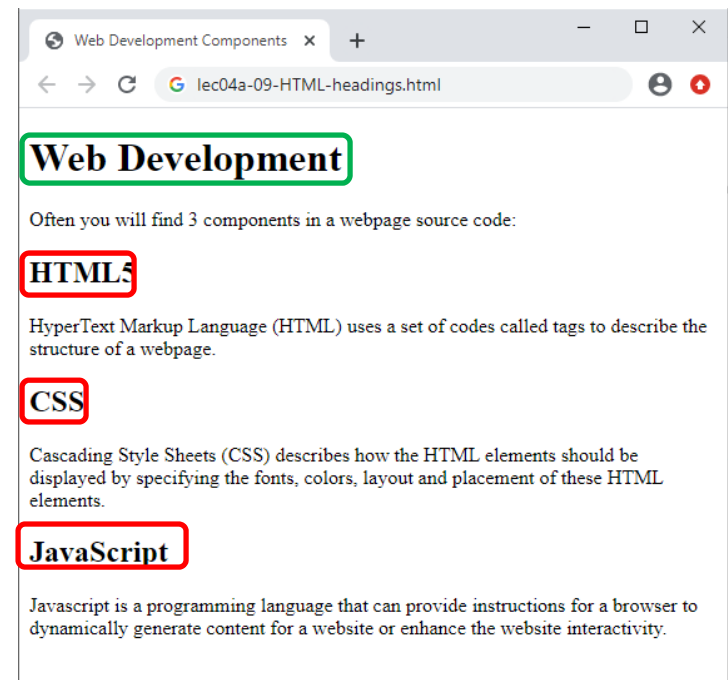 Web Development Components
lec04a-09-HTML-headings.html
Web Development
Often you will find 3 components in a webpage source code:
HTML5
HyperText Markup Language (HTML) uses a set of codes called tags to describe the
structure of a webpage.
CSS
Cascading Style Sheets (CSS) describes how the HTML elements should be
displayed by specifying the fonts, colors, layout and placement of these HTML
elements.
JavaScript
Javascript is a programming language that can provide instructions for a browser to
dynamically generate content for a website or enhance the website interactivity.